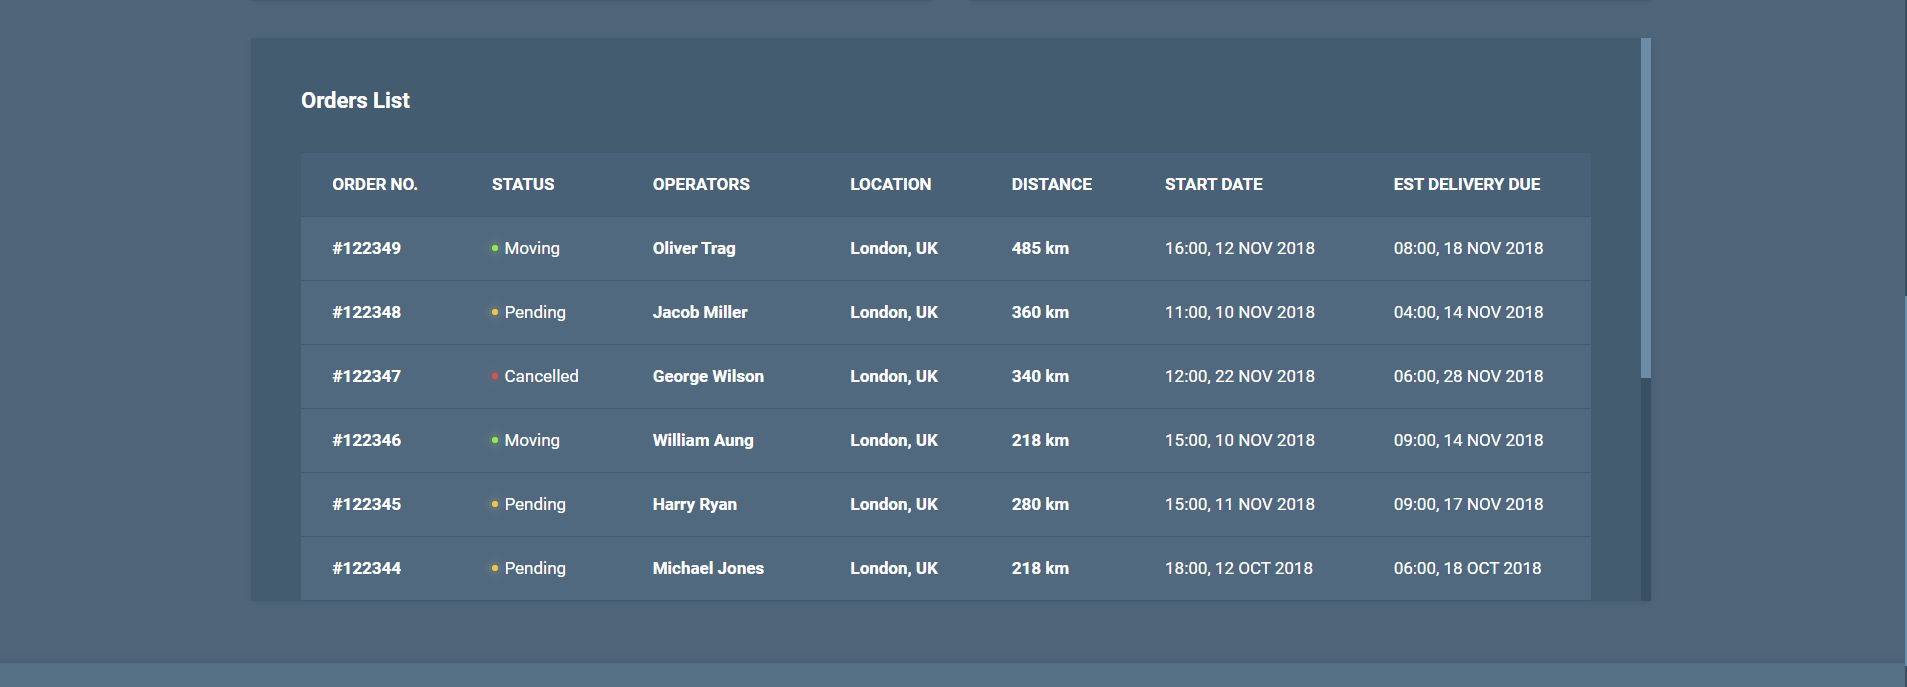 Orders List
ORDER NO. STATUS OPERATORS LOCATION DISTANCE START DATE EST DELIVERY DUE
#122349 Moving Oliver Trag London, UK 485 km 16:00, 12 NOV 2018 08:00, 18 NOV 2018
#122348 Pending Jacob Miller London, UK 360 km 11:00, 10 NOV 2018 04:00, 14 NOV 2018
#122347 Cancelled George Wilson London, UK 340 km 12:00, 22 NOV 2018 06:00, 28 NOV 2018
#122346 Moving William Aung London, UK 218 km 15:00, 10 NOV 2018 09:00, 14 NOV 2018
#122345 Pending Harry Ryan London, UK 280 km 15:00, 11 NOV 2018 09:00, 17 NOV 2018
#122344 Pending Michael Jones London, UK 218 km 18:00, 12 OCT 2018 06:00, 18 OCT 2018